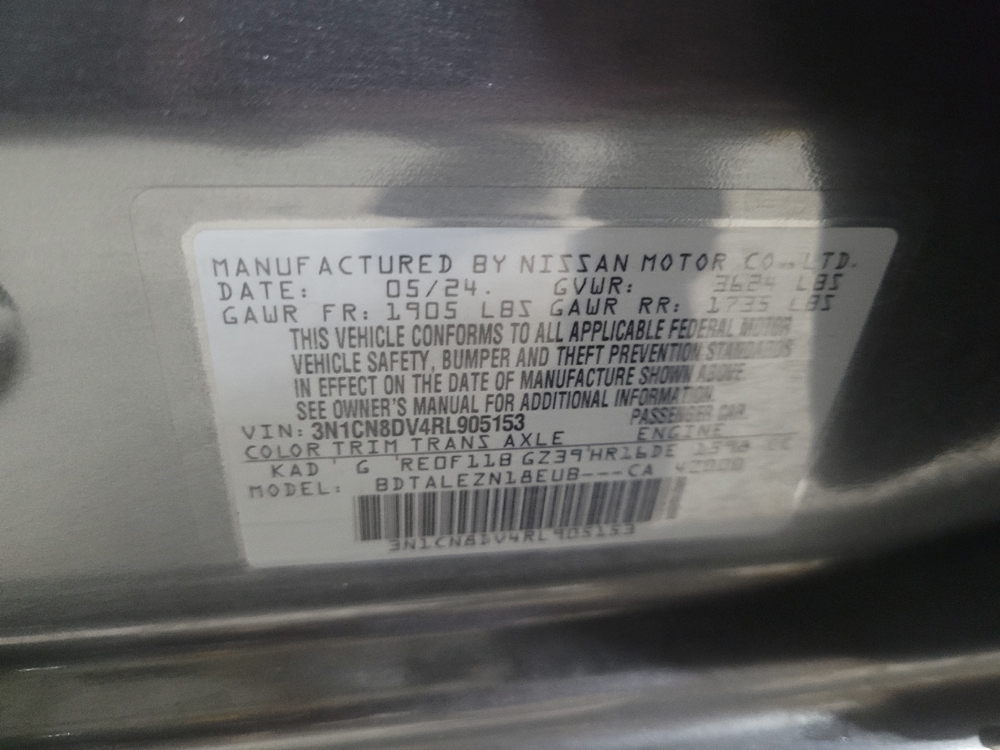 MANUFACTURED BY NISSAN MOTOR CO., LTD.
DATE: 05/24. GVWR: 3624 LBS
GAWR FR: 1905 LBS GAWR RR: 1735 LBS
THIS VEHICLE CONFORMS TO ALL APPLICABLE FEDERAL MOTOR
VEHICLE SAFETY, BUMPER AND THEFT PREVENTION STANDARDS
IN EFFECT ON THE DATE OF MANUFACTURE SHOWN ABOVE.
SEE OWNER'S MANUAL FOR ADDITIONAL INFORMATION.
VIN: 3N1CN8DV4RL905153 PASSENGER CAR
COLOR TRIM TRANS AXLE ENGINE
KAD G RE0F11B GZ39 HR16DE CC
MODEL: BDTALEZN18EUB---CA
3N1CN8DV4RL905153